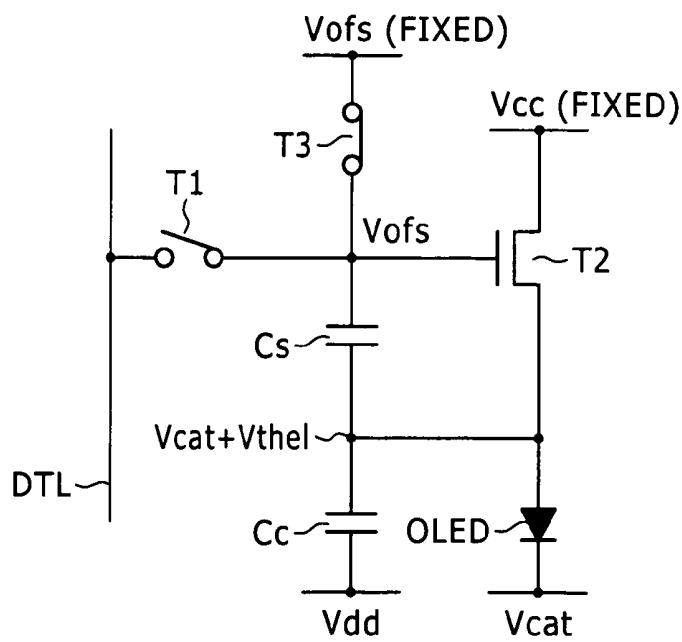 Vofs (FIXED)
Vcc (FIXED)
T3
T1
Vofs
T2
Cs
Vcat+Vthel
DTL
Cc
OLED
Vdd
Vcat